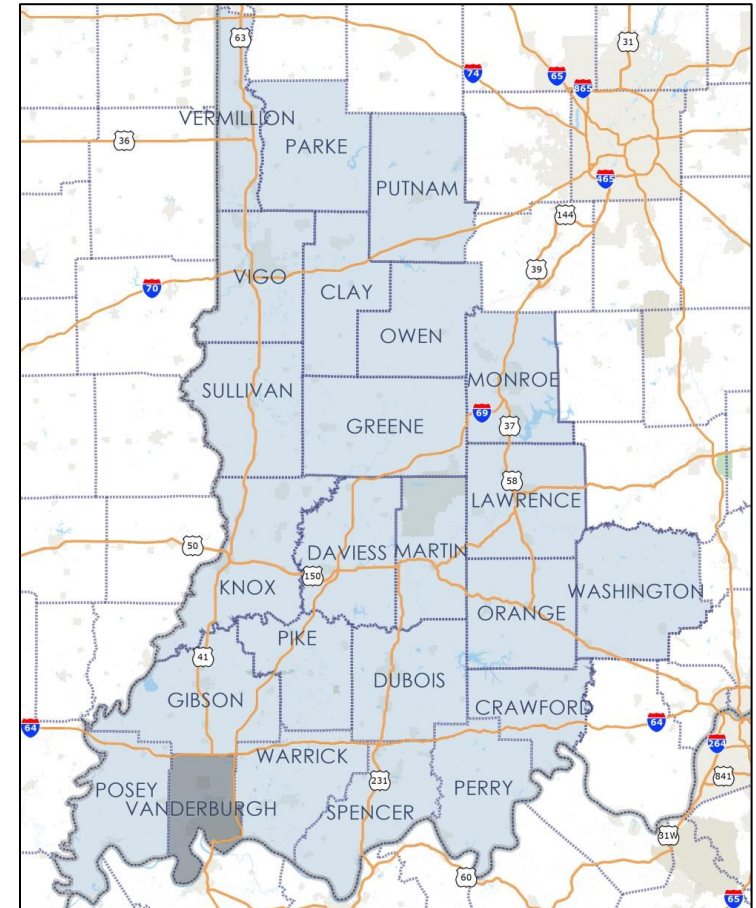 63
31
74
65
865
VERMILLION
36
PARKE
PUTNAM
465
144
39
VIGO
CLAY
70
OWEN
SULLIVAN
MONROE
GREENE
69
37
58
LAWRENCE
50
DAVIESS
MARTIN
150
KNOX
WASHINGTON
ORANGE
PIKE
41
DUBOIS
GIBSON
CRAWFORD
64
64
264
WARRICK
841
POSEY
231
PERRY
VANDERBURGH
SPENCER
31W
60
65